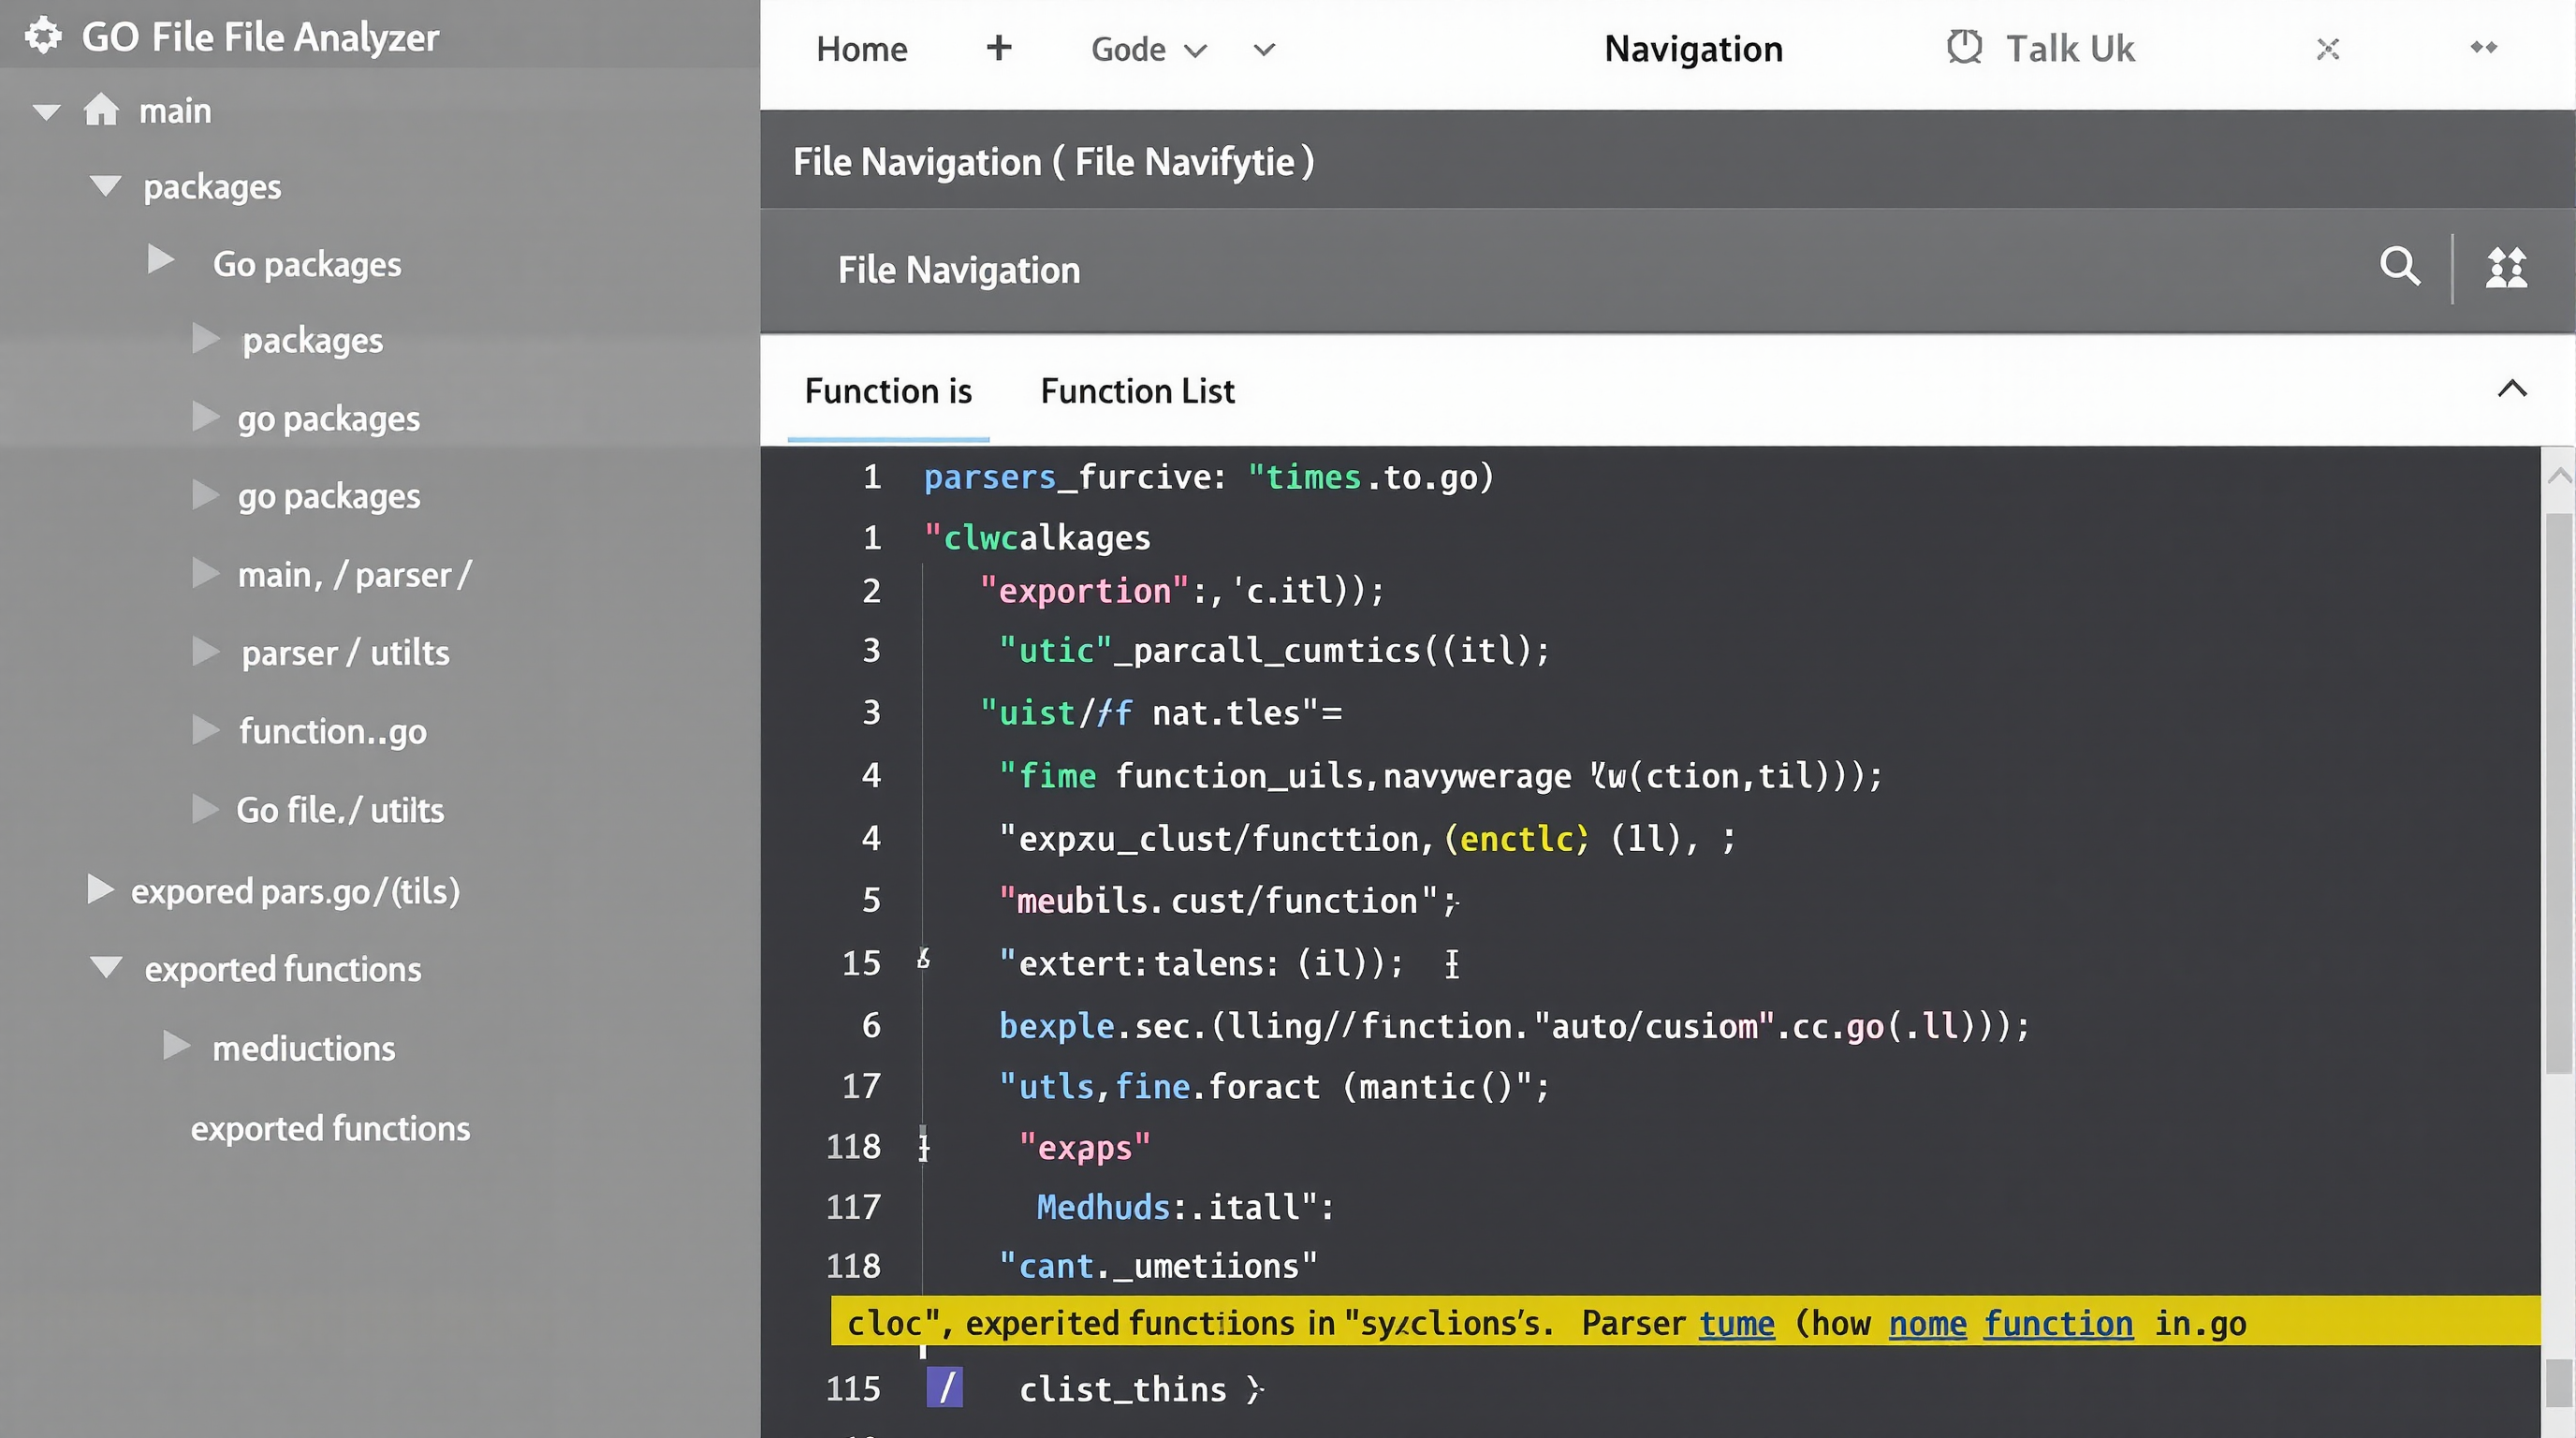 GO File File Analyzer
main
packages
Go packages
packages
go packages
go packages
main, / parser /
parser / utilts
function..go
Go file./ utilts
expored pars.go/(tils)
exported functions
mediuctions
exported functions
Home + Gode Navigation Talk Uk
File Navigation ( File Navifytie )
File Navigation
Function is Function List
1 parsers_furcive: "times.to.go)
1 "clwcalkages
2 "exportion":, 'c.itl));
3 "utic"_parcall_cumtics((itl);
3 "uist//f nat.tles"=
4 "fime function_uils,navywerage (ction,til)));
4 "expzu_clust/functtion, (enctlc) (1l), ;
5 "meubils. cust/function";
15 "extert: talens: (il));
6 bexple.sec.(lling//finction."auto/cusiom".cc.go(.ll)));
17 "utls,fine.foract (mantic()";
118 "exaps"
117 Medhuds:.itall":
118 "cant._umetiions"
cloc", experited functiions in "syxclions's. Parser tume (how nome function in.go
115 / clist_thins }